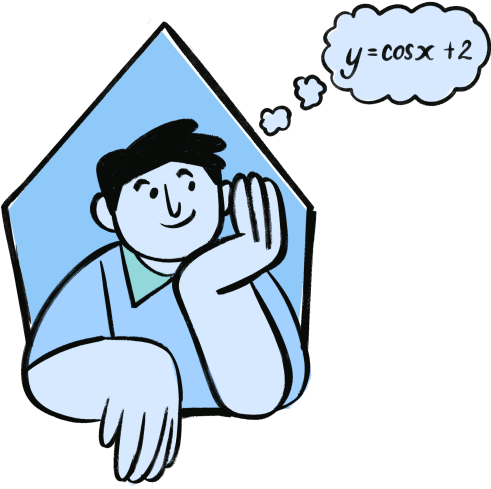 y = cosx + 2